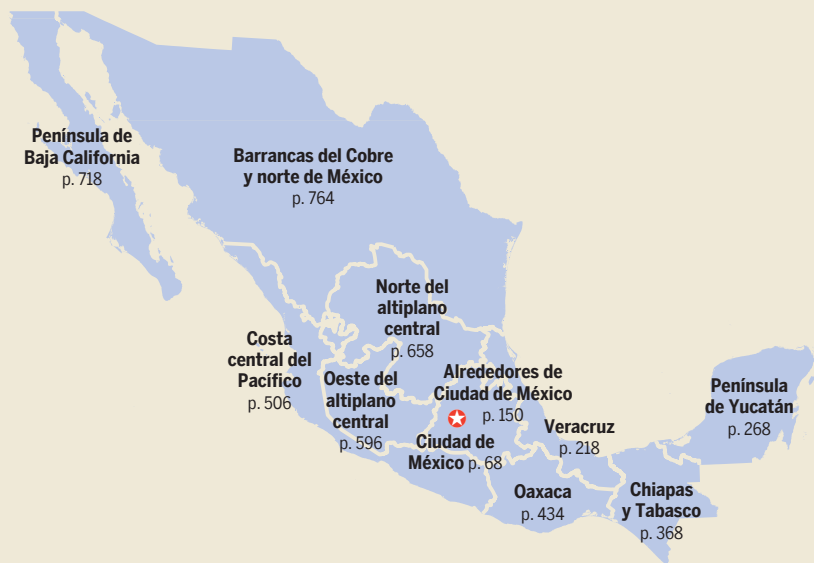 Península de
Baja California
p. 718
Barrancas del Cobre
y norte de México
p. 764
Norte del
altiplano
central
p. 658
Costa
central del
Pacífico
p. 506
Oeste del
altiplano
central
p. 596
Alrededores de
Ciudad de México
p. 150
Ciudad de
México p. 68
Veracruz
p. 218
Península
de Yucatán
p. 268
Oaxaca
p. 434
Chiapas
y Tabasco
p. 368